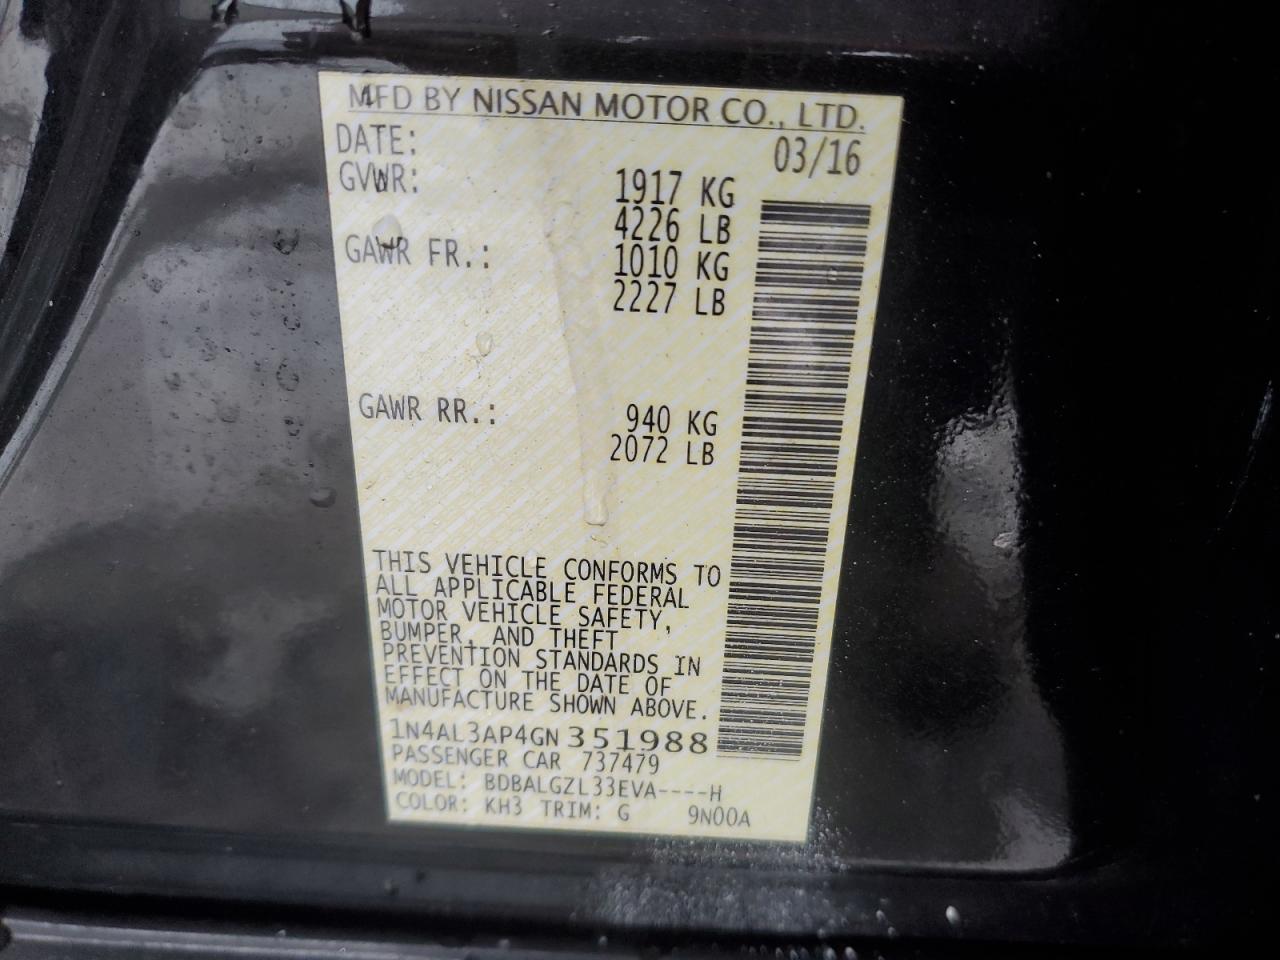 MFD BY NISSAN MOTOR CO., LTD.
DATE: 03/16
GVWR: 1917 KG
4226 LB
GAWR FR.: 1010 KG
2227 LB
GAWR RR.: 940 KG
2072 LB
THIS VEHICLE CONFORMS TO
ALL APPLICABLE FEDERAL
MOTOR VEHICLE SAFETY,
BUMPER, AND THEFT
PREVENTION STANDARDS IN
EFFECT ON THE DATE OF
MANUFACTURE SHOWN ABOVE.
1N4AL3AP4GN351988
PASSENGER CAR 737479
MODEL: BDBALGZL33EVA----H
COLOR: KH3 TRIM: G 9N00A